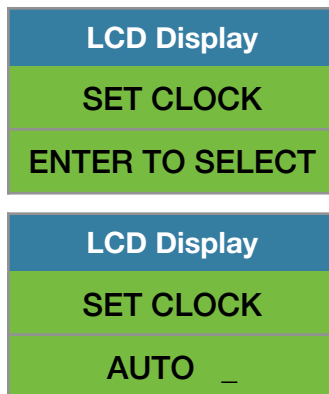 LCD Display
SET CLOCK
ENTER TO SELECT
LCD Display
SET CLOCK
AUTO _